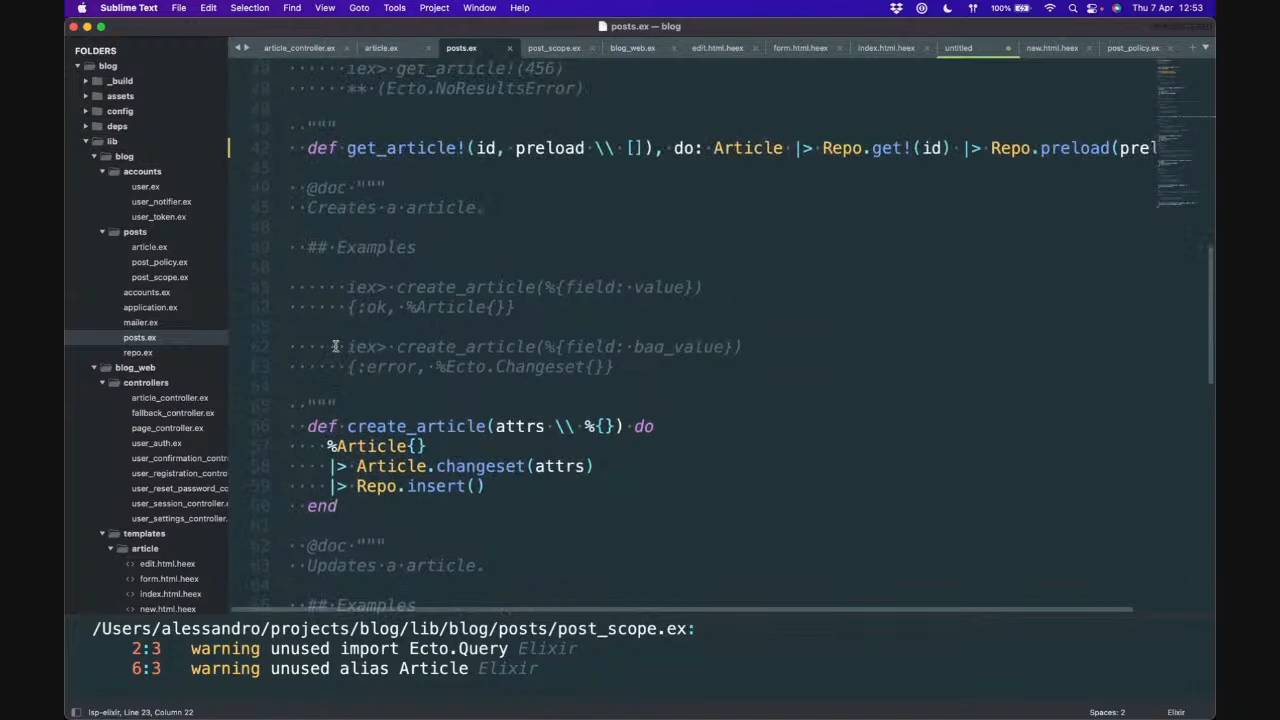 Sublime Text File Edit Selection Find View Goto Tools Project Window Help 100% Thu 7 Apr 12:53
posts.ex — blog
FOLDERS
article_controller.ex article.ex posts.ex post_scope.ex blog_web.ex edit.html.heex form.html.heex index.html.heex untitled new.html.heex post_policy.ex
blog
_build
assets
config
deps
lib
blog
accounts
user.ex
user_notifier.ex
user_token.ex
posts
article.ex
post_policy.ex
post_scope.ex
accounts.ex
application.ex
mailer.ex
posts.ex
repo.ex
blog_web
controllers
article_controller.ex
fallback_controller.ex
page_controller.ex
user_auth.ex
user_confirmation_contr
user_registration_contro
user_reset_password_co
user_session_controller.e
user_settings_controller.
templates
article
edit.html.heex
form.html.heex
index.html.heex
new.html.heex
iex> get_article!(456)
** (Ecto.NoResultsError)
"""
def get_article!(id, preload \\ []), do: Article |> Repo.get!(id) |> Repo.preload(prel
@doc """
Creates a article.
## Examples
iex> create_article(%{field: value})
{:ok, %Article{}}
iex> create_article(%{field: bad_value})
{:error, %Ecto.Changeset{}}
"""
def create_article(attrs \\ %{}) do
%Article{}
|> Article.changeset(attrs)
|> Repo.insert()
end
@doc """
Updates a article.
## Examples
/Users/alessandro/projects/blog/lib/blog/posts/post_scope.ex:
2:3 warning unused import Ecto.Query Elixir
6:3 warning unused alias Article Elixir
lsp-elixir, Line 23, Column 22 Spaces: 2 Elixir